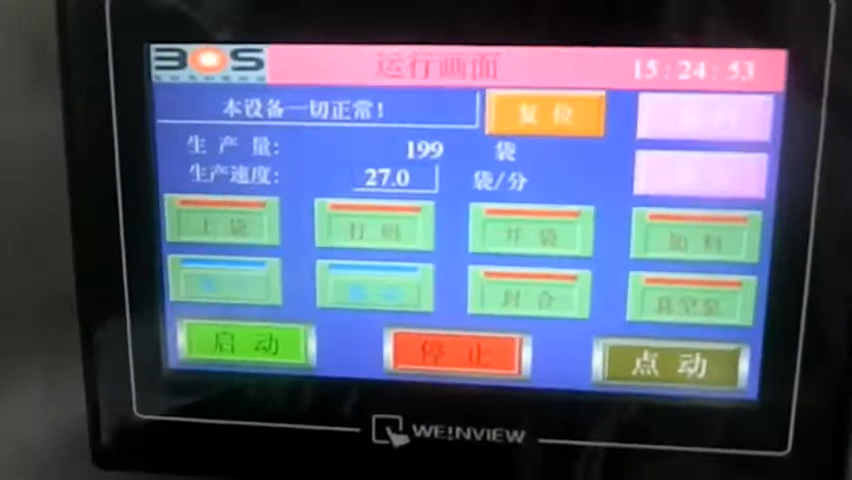 BOS
运行画面 15:24:53
本设备一切正常! 复位
生产量: 199 袋
生产速度: 27.0 袋/分
上袋 打码 开袋 加料
封合 真空泵
启动 停止 点动
WEINVIEW